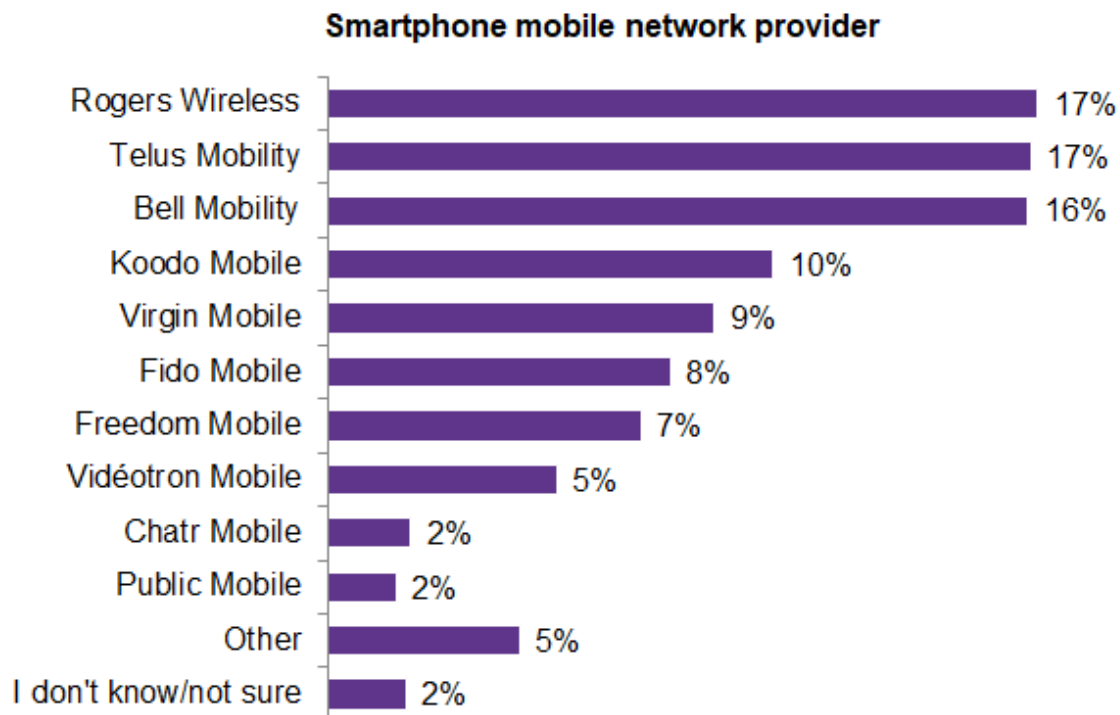 Smartphone mobile network provider
Rogers Wireless 17%
Telus Mobility 17%
Bell Mobility 16%
Koodo Mobile 10%
Virgin Mobile 9%
Fido Mobile 8%
Freedom Mobile 7%
Vidéotron Mobile 5%
Chatr Mobile 2%
Public Mobile 2%
Other 5%
I don't know/not sure 2%